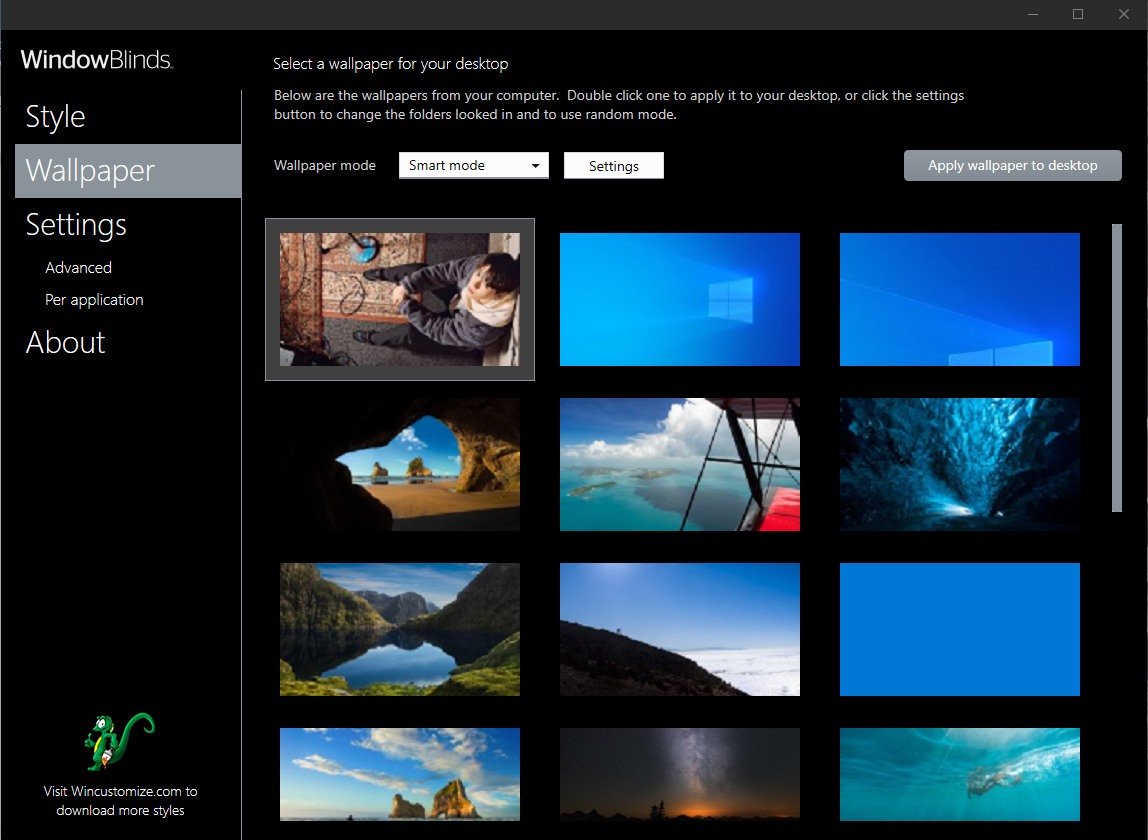 WindowBlinds™
Style
Wallpaper
Settings
Advanced
Per application
About
Visit Wincustomize.com to
download more styles
Select a wallpaper for your desktop
Below are the wallpapers from your computer.  Double click one to apply it to your desktop, or click the settings
button to change the folders looked in and to use random mode.
Wallpaper mode
Smart mode
Settings
Apply wallpaper to desktop